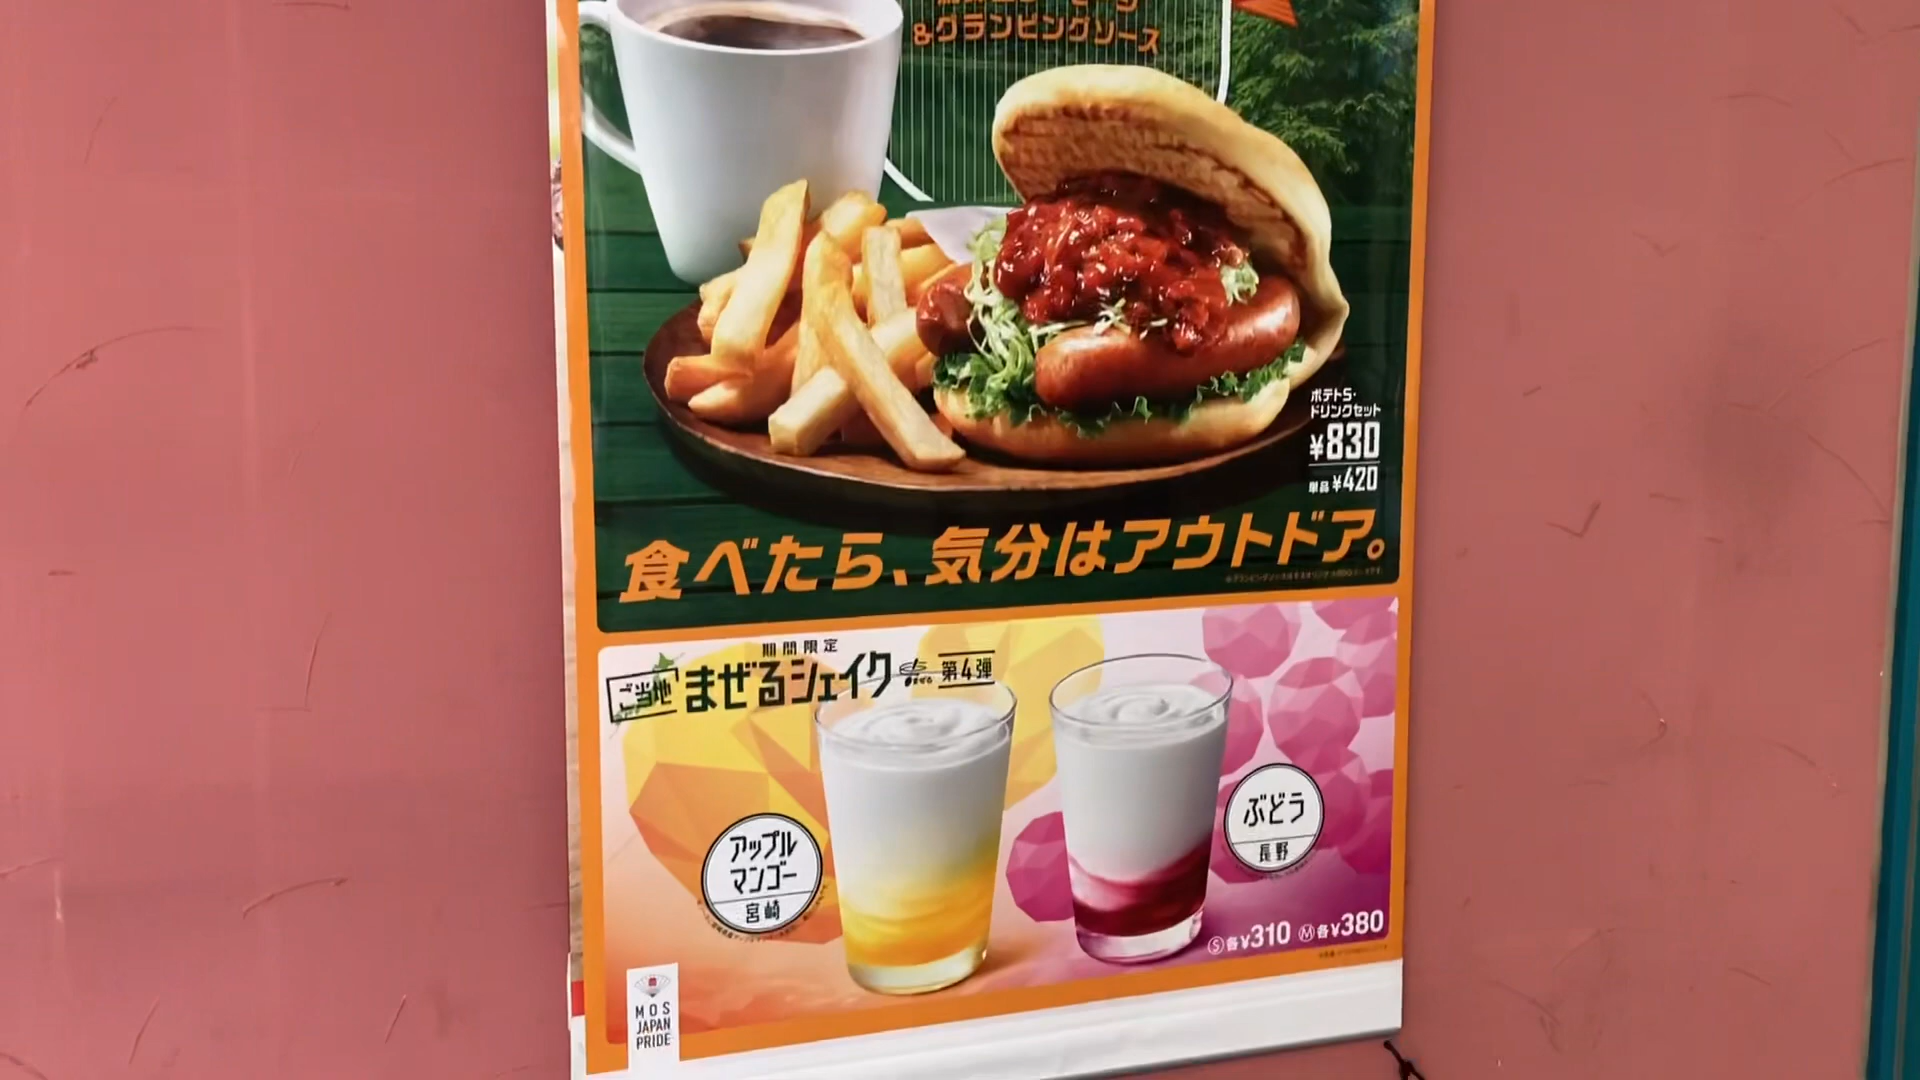 &グランピングソース
ポテトS・
ドリンクセット
¥830
単品¥420
食べたら、気分はアウトドア。
期間限定
ご当地 まぜるシェイク 第4弾
アップル
マンゴー
宮崎
ぶどう
長野
Ⓢ各¥310 Ⓜ各¥380
MOS
JAPAN
PRIDE